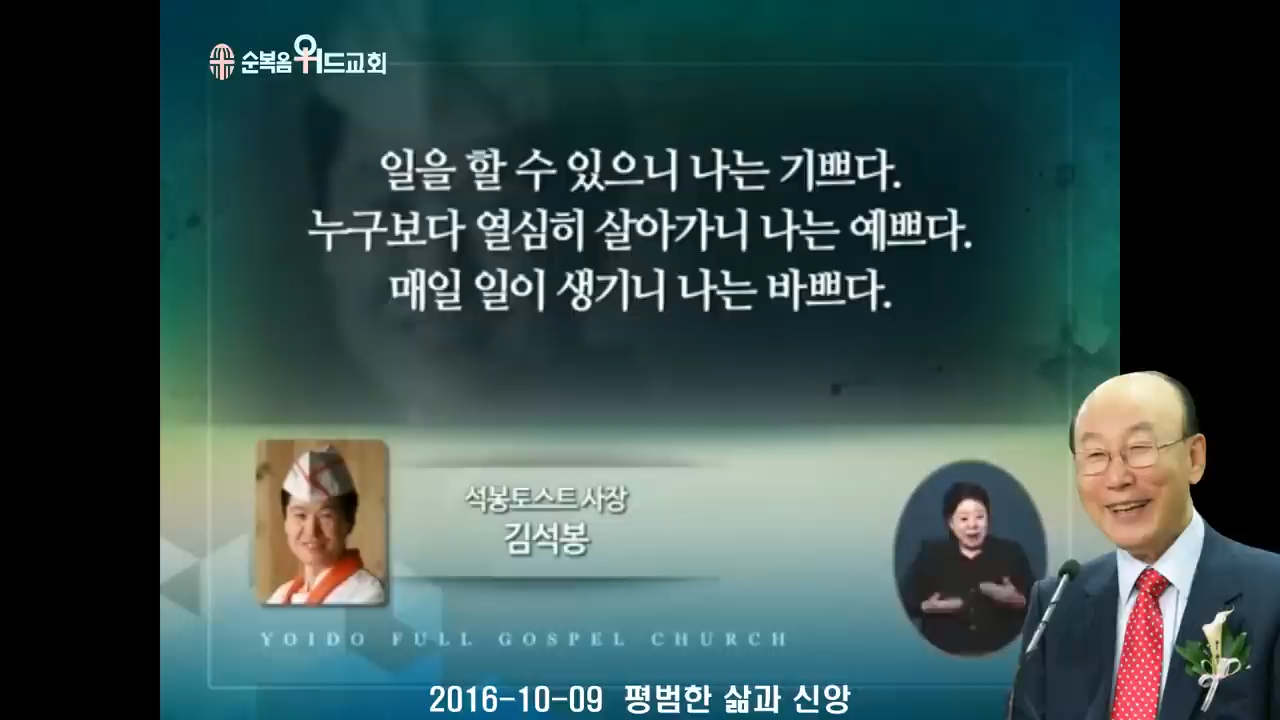 순복음워드교회
일을 할 수 있으니 나는 기쁘다.
누구보다 열심히 살아가니 나는 예쁘다.
매일 일이 생기니 나는 바쁘다.
석봉토스트 사장
김석봉
YOIDO FULL GOSPEL CHURCH
2016-10-09 평범한 삶과 신앙